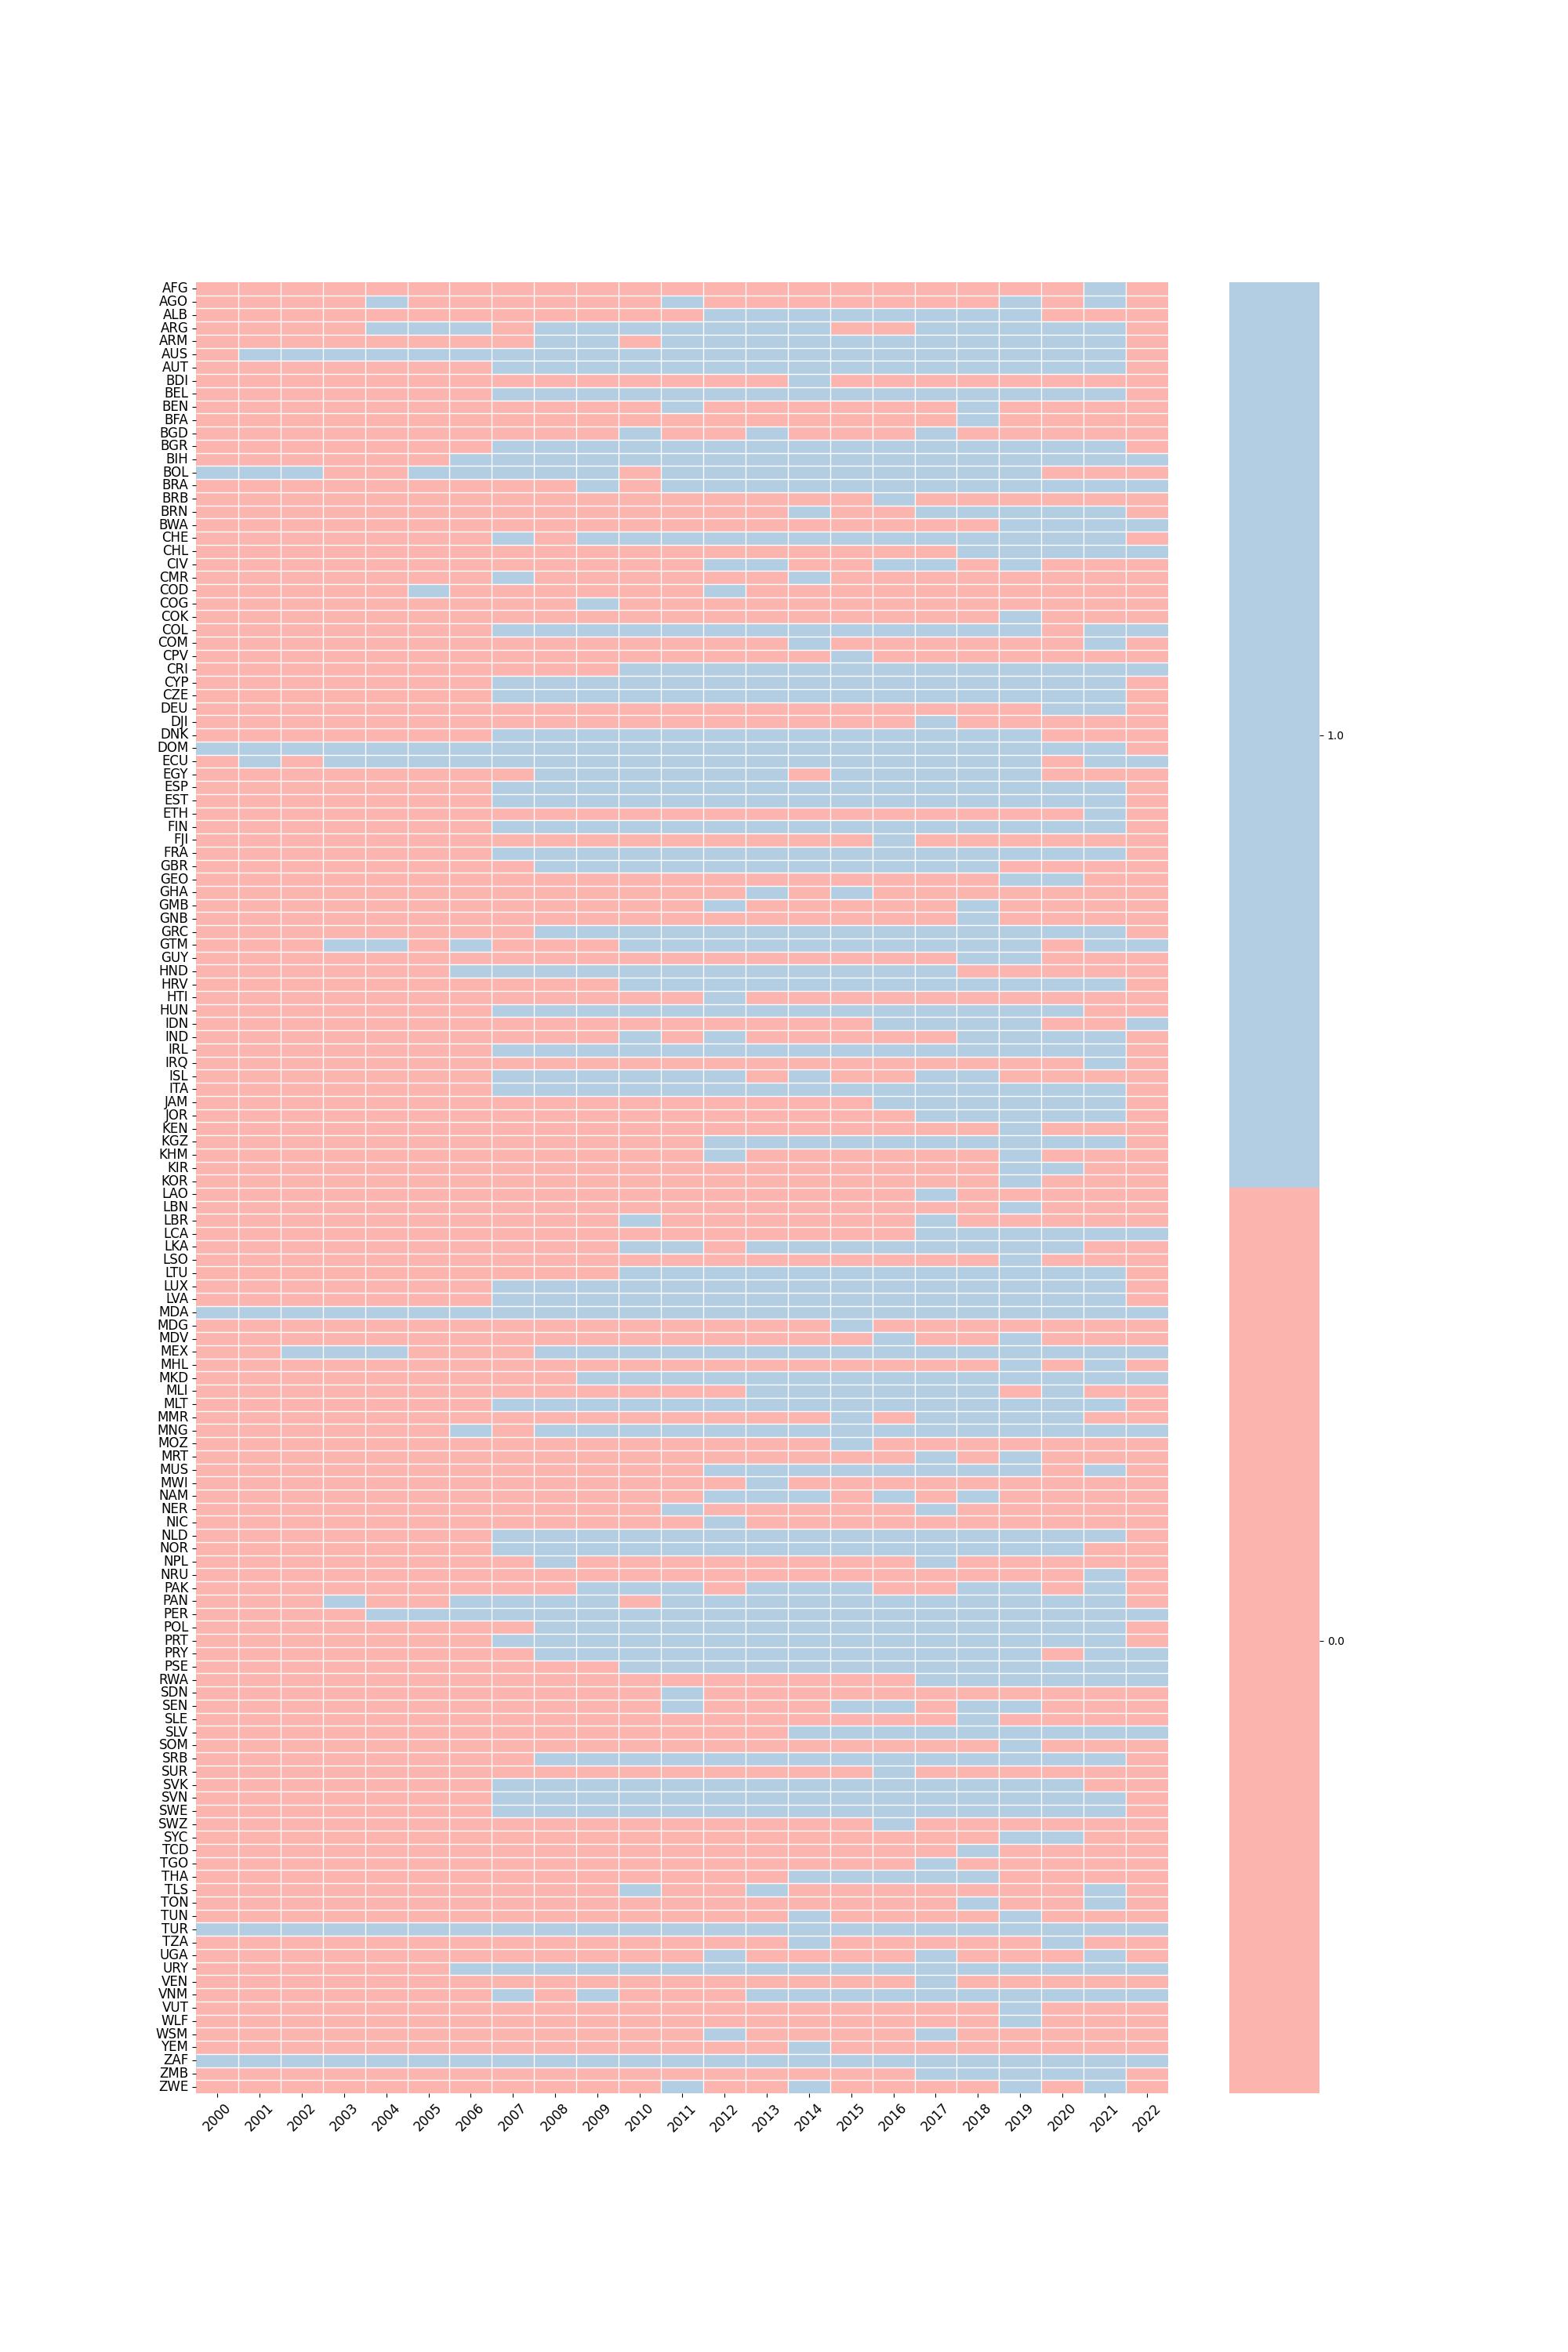 AFG
AGO
ALB
ARG
ARM
AUS
AUT
BDI
BEL
BEN
BFA
BGD
BGR
BIH
BOL
BRA
BRB
BRN
BWA
CHE
CHL
CIV
CMR
COD
COG
COK
COL
COM
CPV
CRI
CYP
CZE
DEU
DJI
DNK
DOM
ECU
EGY
ESP
EST
ETH
FIN
FJI
FRA
GBR
GEO
GHA
GMB
GNB
GRC
GTM
GUY
HND
HRV
HTI
HUN
IDN
IND
IRL
IRQ
ISL
ITA
JAM
JOR
KEN
KGZ
KHM
KIR
KOR
LAO
LBN
LBR
LCA
LKA
LSO
LTU
LUX
LVA
MDA
MDG
MDV
MEX
MHL
MKD
MLI
MLT
MMR
MNG
MOZ
MRT
MUS
MWI
NAM
NER
NIC
NLD
NOR
NPL
NRU
PAK
PAN
PER
POL
PRT
PRY
PSE
RWA
SDN
SEN
SLE
SLV
SOM
SRB
SUR
SVK
SVN
SWE
SWZ
SYC
TCD
TGO
THA
TLS
TON
TUN
TUR
TZA
UGA
URY
VEN
VNM
VUT
WLF
WSM
YEM
ZAF
ZMB
ZWE
2000 2001 2002 2003 2004 2005 2006 2007 2008 2009 2010 2011 2012 2013 2014 2015 2016 2017 2018 2019 2020 2021 2022
1.0
0.0